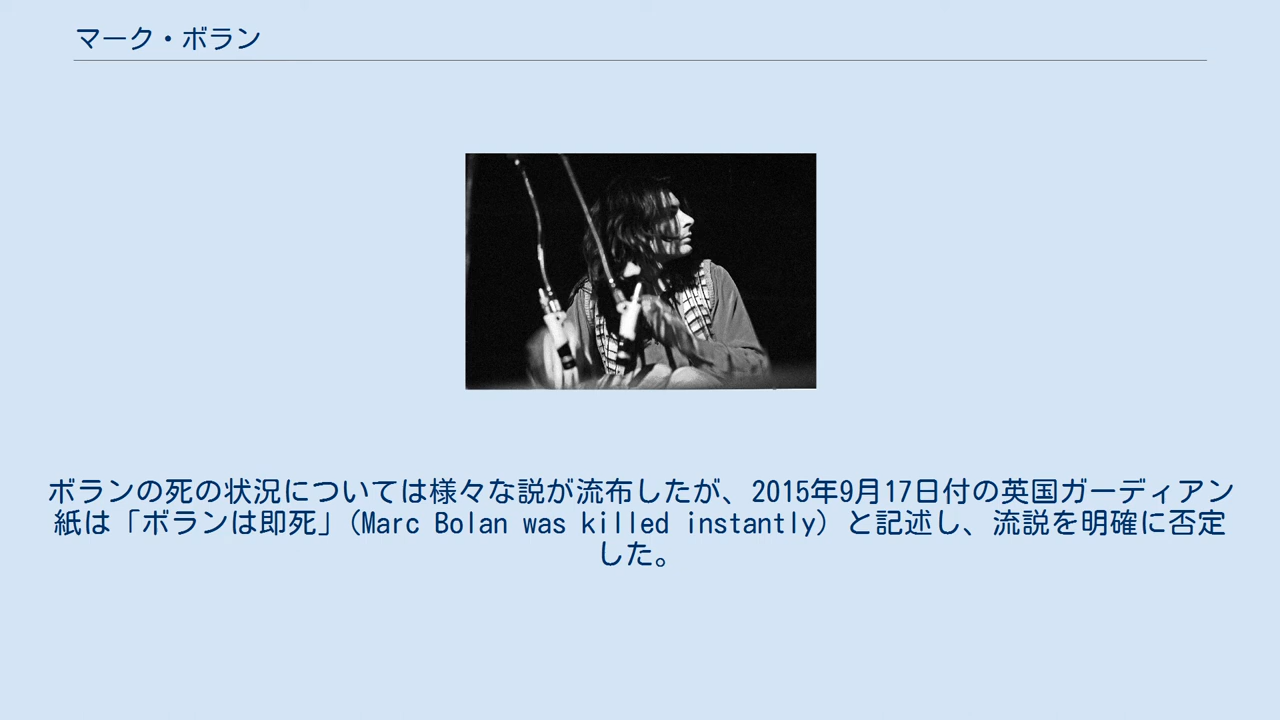 マーク・ボラン
ボランの死の状況については様々な説が流布したが、2015年9月17日付の英国ガーディアン
紙は「ボランは即死」(Marc Bolan was killed instantly) と記述し、流説を明確に否定
した。